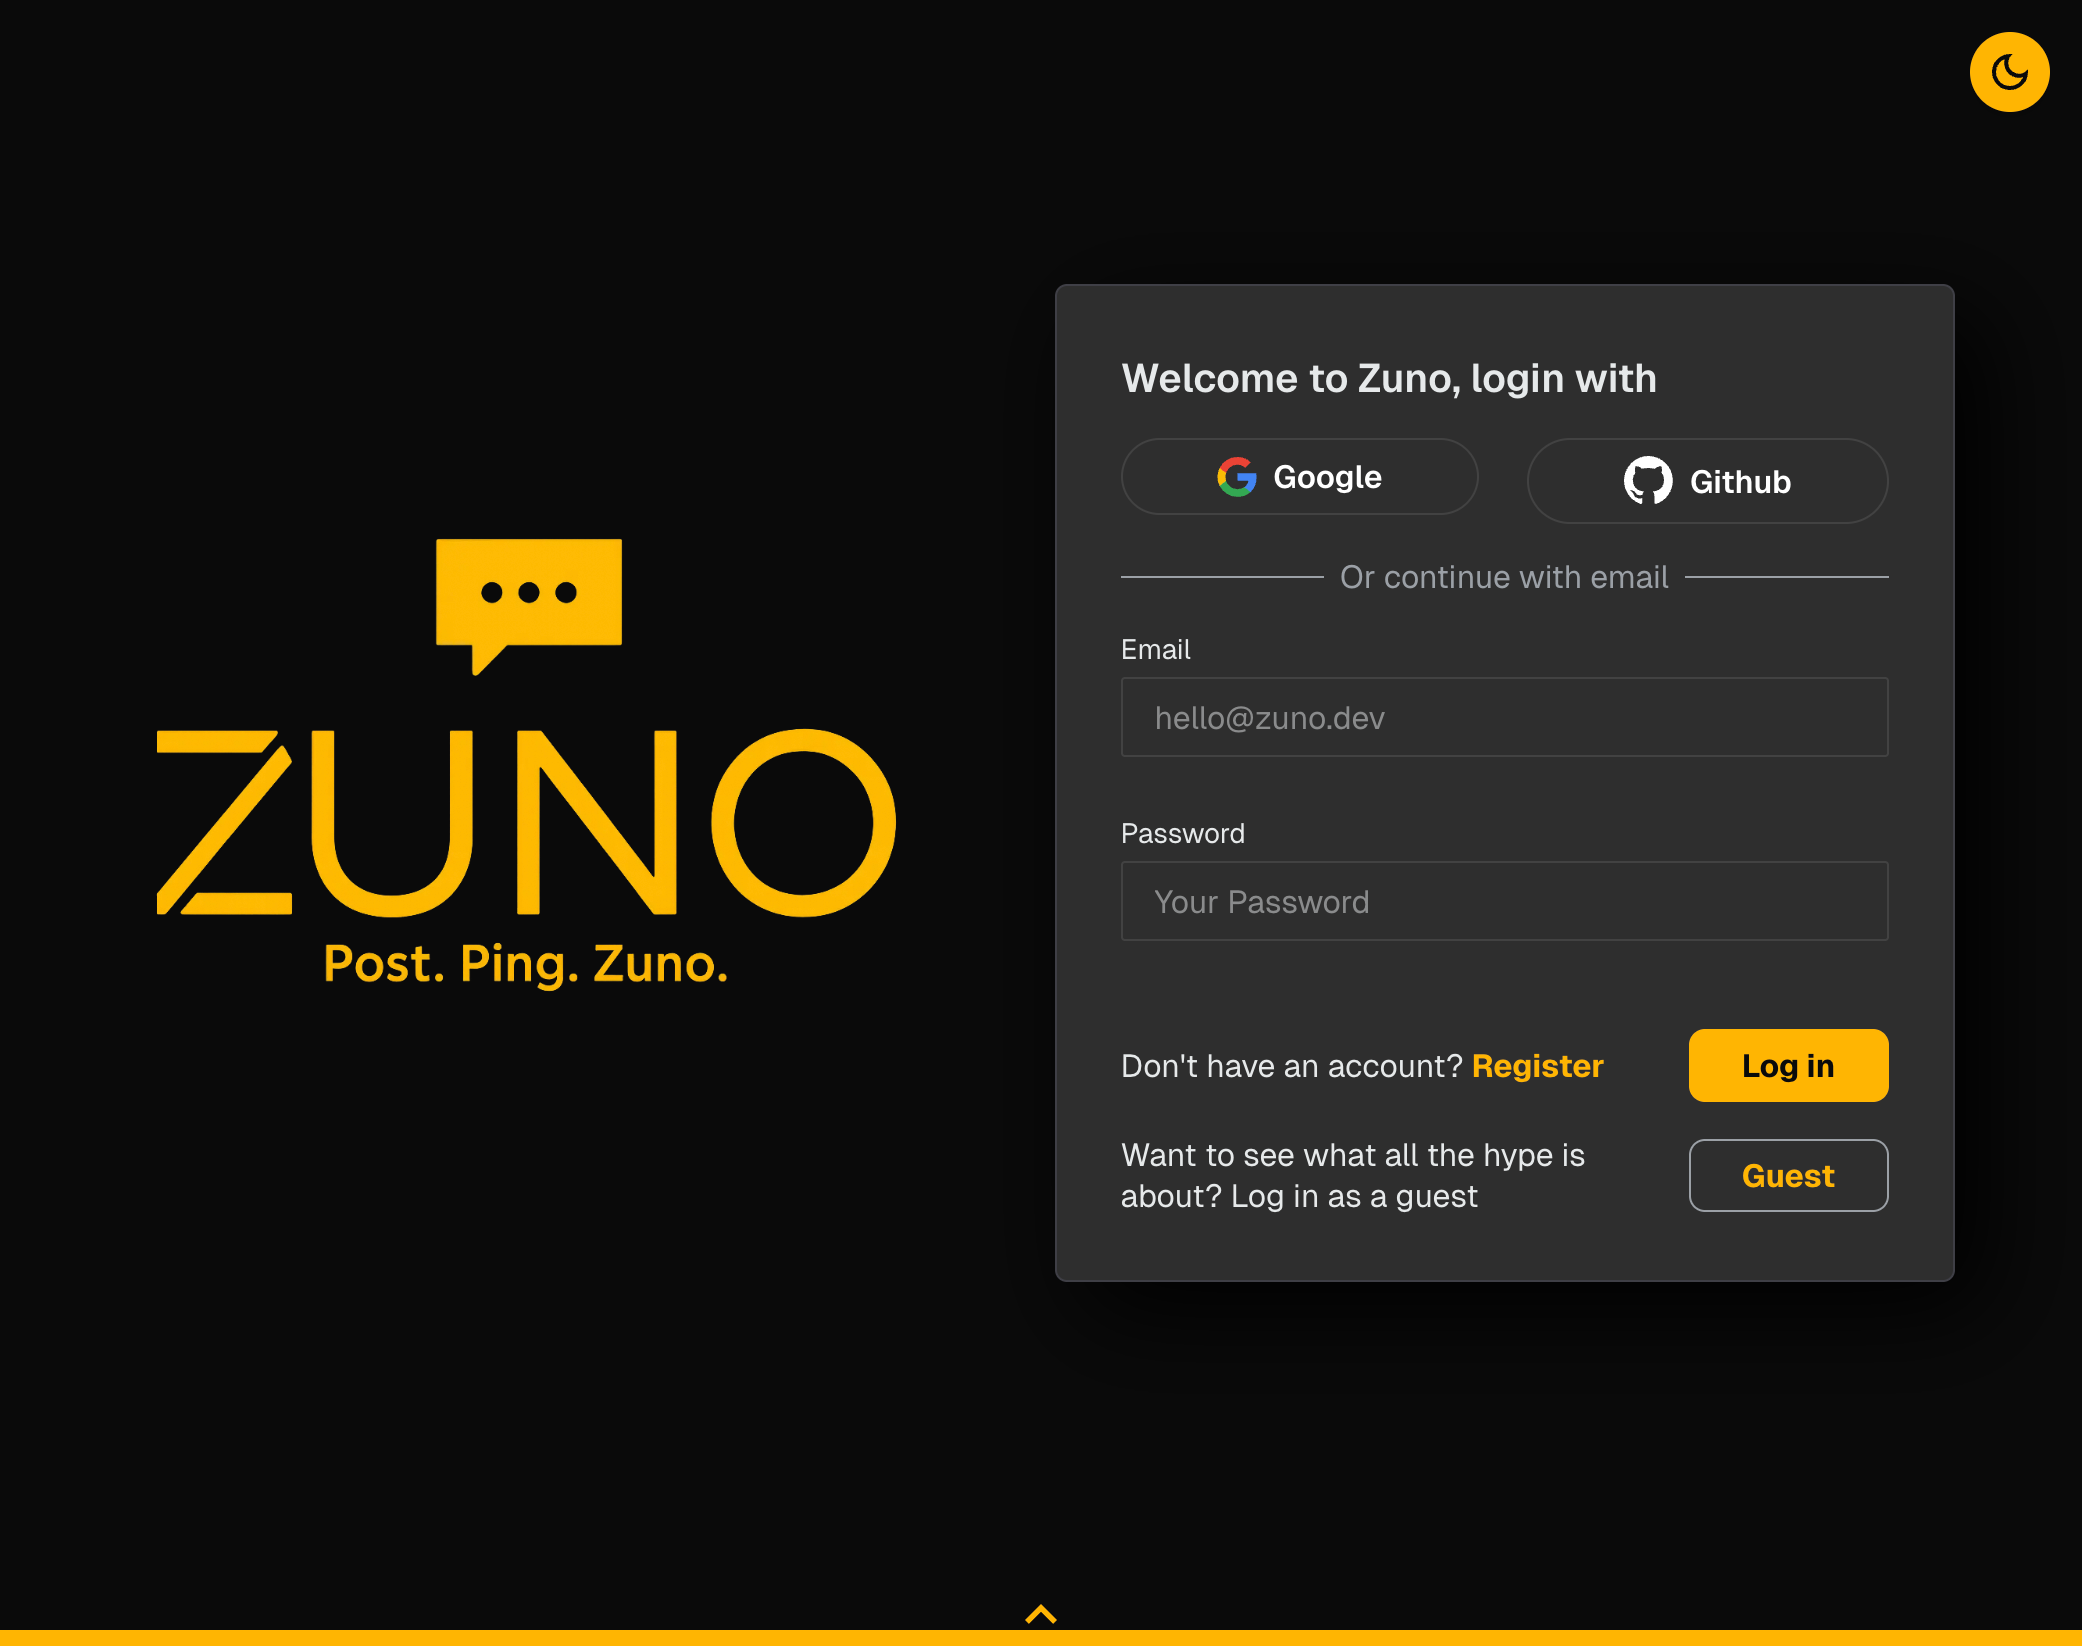 ZUNO
Post. Ping. Zuno.
Welcome to Zuno, login with
Google
Github
Or continue with email
Email
hello@zuno.dev
Password
Your Password
Don't have an account? Register
Log in
Want to see what all the hype is
about? Log in as a guest
Guest